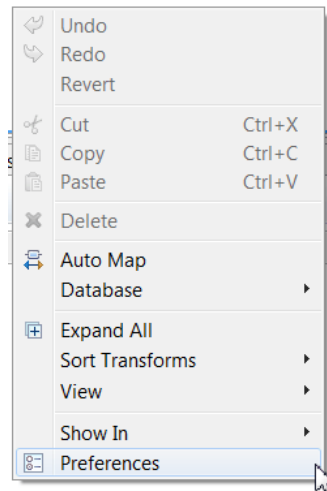 Undo
Redo
Revert
Cut Ctrl+X
Copy Ctrl+C
Paste Ctrl+V
Delete
Auto Map
Database
Expand All
Sort Transforms
View
Show In
Preferences